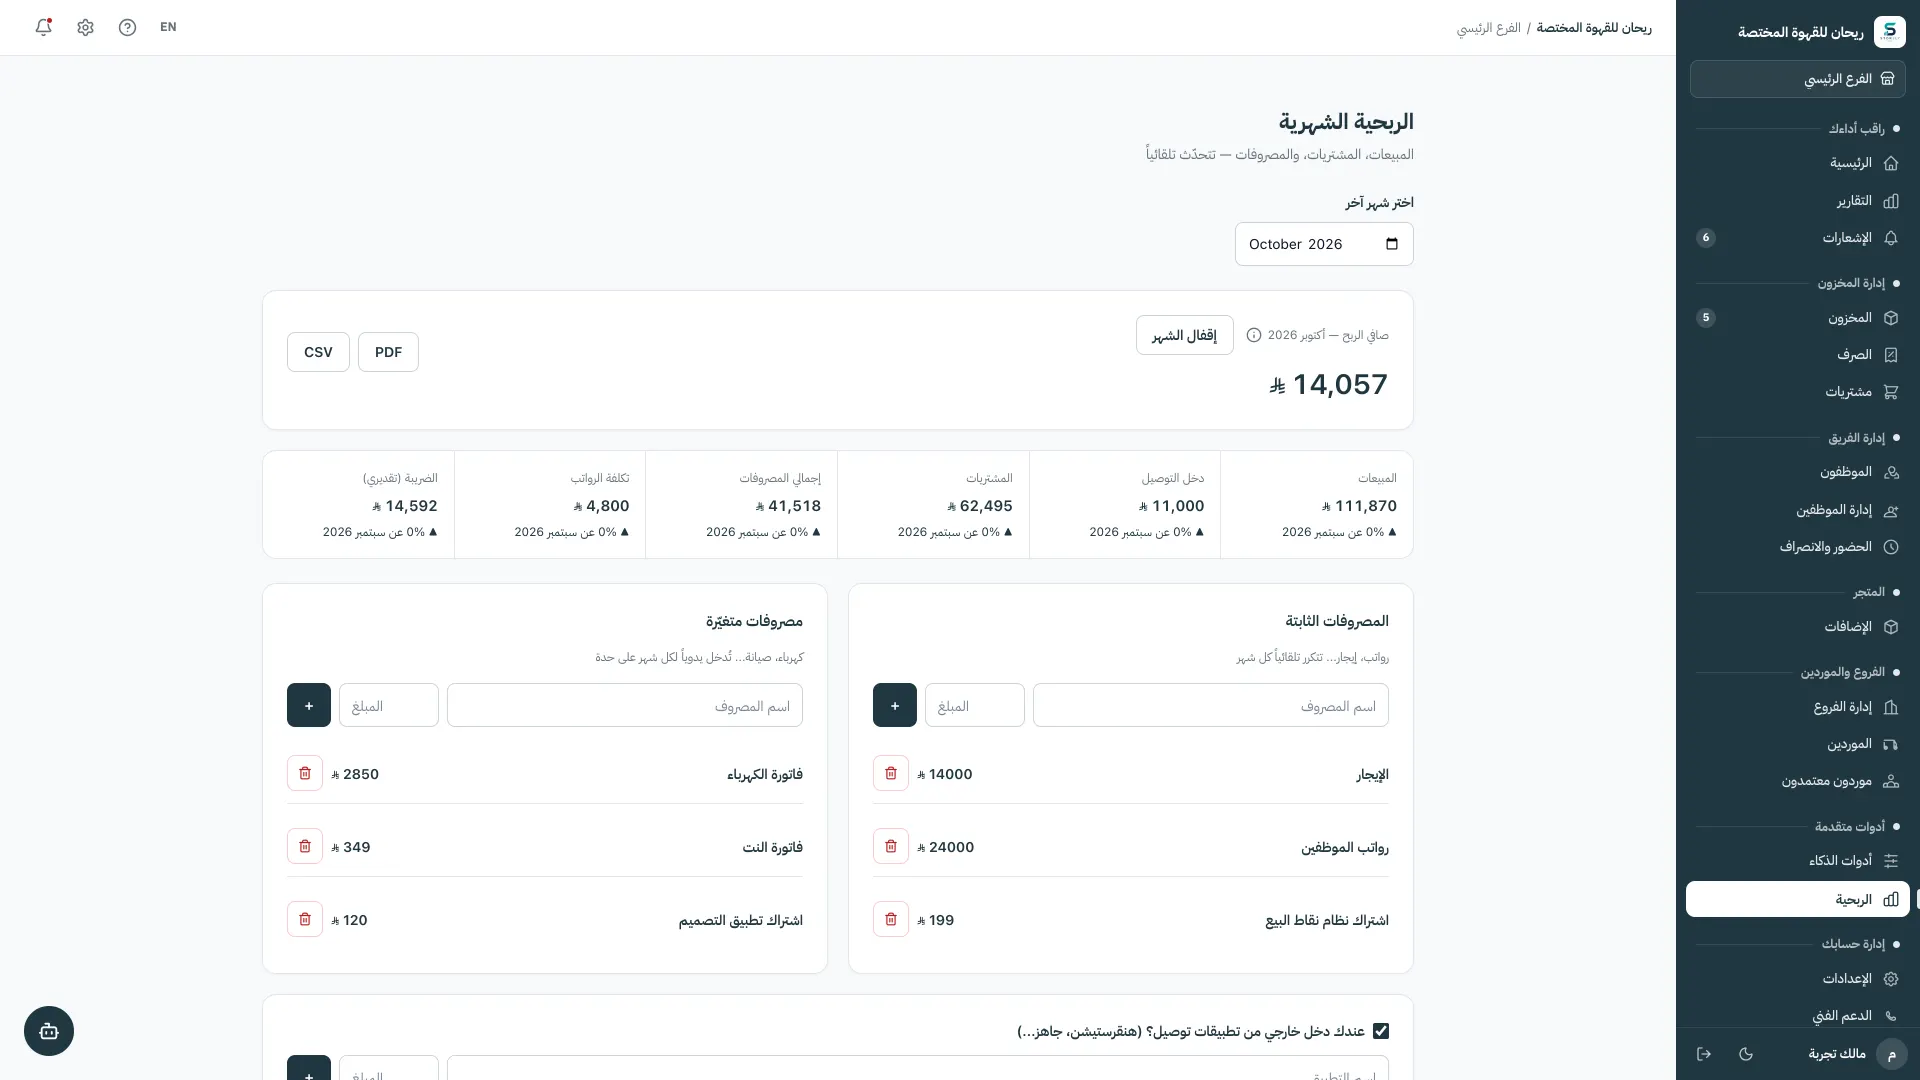 ريحان للقهوة المختصة
الفرع الرئيسي
راقب أداءك
الرئيسية
التقارير
الإشعارات 6
إدارة المخزون
المخزون 5
الصرف
مشتريات
إدارة الفريق
الموظفون
إدارة الموظفين
الحضور والانصراف
المتجر
الإضافات
الفروع والموردين
إدارة الفروع
الموردين
موردون معتمدون
أدوات متقدمة
أدوات الذكاء
الربحية
إدارة حسابك
الإعدادات
الدعم الفني
م مالك تجربة
ريحان للقهوة المختصة / الفرع الرئيسي
EN
الربحية الشهرية
المبيعات، المشتريات، والمصروفات — تتحدّث تلقائياً
اختر شهر آخر
October 2026
صافي الربح — أكتوبر 2026
إقفال الشهر
14,057
PDF
CSV
المبيعات
111,870
▲ 0% عن سبتمبر 2026
دخل التوصيل
11,000
▲ 0% عن سبتمبر 2026
المشتريات
62,495
▲ 0% عن سبتمبر 2026
إجمالي المصروفات
41,518
▲ 0% عن سبتمبر 2026
تكلفة الرواتب
4,800
▲ 0% عن سبتمبر 2026
الضريبة (تقديري)
14,592
▲ 0% عن سبتمبر 2026
المصروفات الثابتة
رواتب، إيجار... تتكرر تلقائياً كل شهر
اسم المصروف المبلغ +
الإيجار 14000
رواتب الموظفين 24000
اشتراك نظام نقاط البيع 199
مصروفات متغيّرة
كهرباء، صيانة... تُدخل يدوياً لكل شهر على حدة
اسم المصروف المبلغ +
فاتورة الكهرباء 2850
فاتورة النت 349
اشتراك تطبيق التصميم 120
عندك دخل خارجي من تطبيقات توصيل؟ (هنقرستيشن، جاهز...)
اسم التطبيق المبلغ +